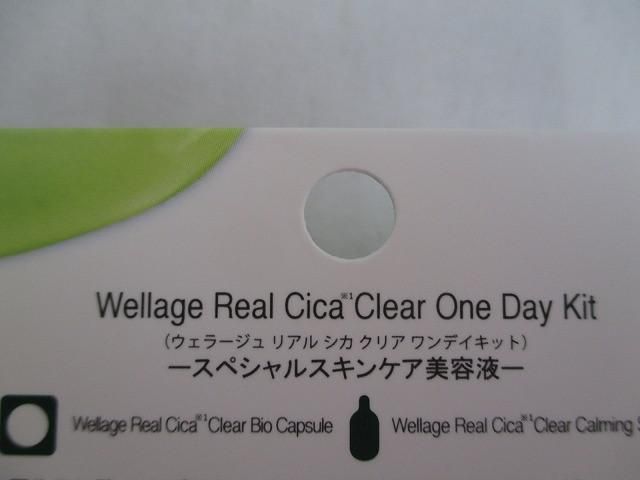 Wellage Real Cica※1 Clear One Day Kit
（ウェラージュ リアル シカ クリア ワンデイキット）
ースペシャルスキンケア美容液ー
Wellage Real Cica※1 Clear Bio Capsule
Wellage Real Cica※1 Clear Calming